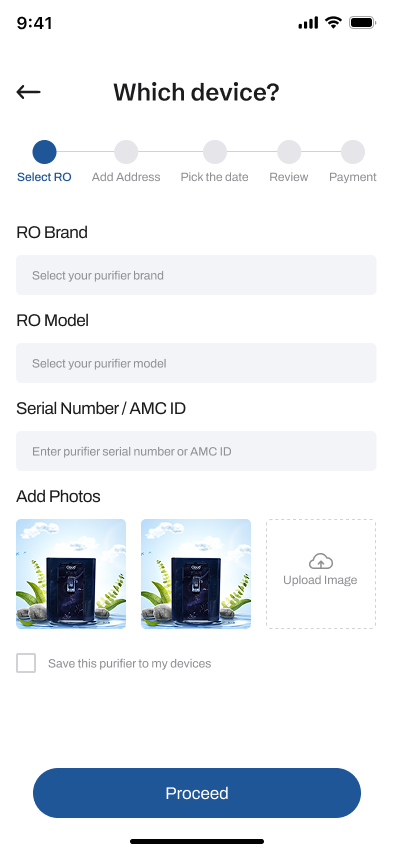 9:41
Which device?
Select RO Add Address Pick the date Review Payment
RO Brand
Select your purifier brand
RO Model
Select your purifier model
Serial Number / AMC ID
Enter purifier serial number or AMC ID
Add Photos
Upload Image
Save this purifier to my devices
Proceed